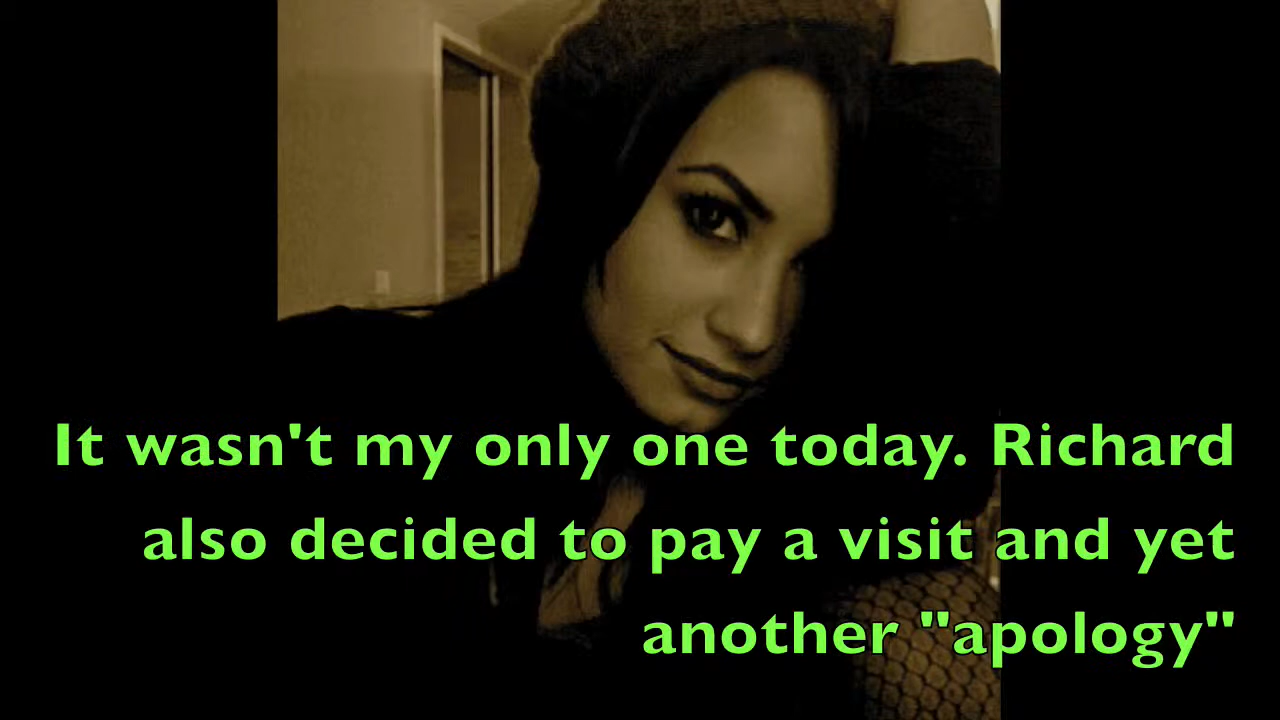 It wasn't my only one today. Richard
also decided to pay a visit and yet
another "apology"